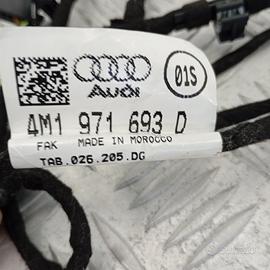 01S
Audi
4M1 971 693 D
FAK MADE IN MOROCCO
TAB.026.205.DG